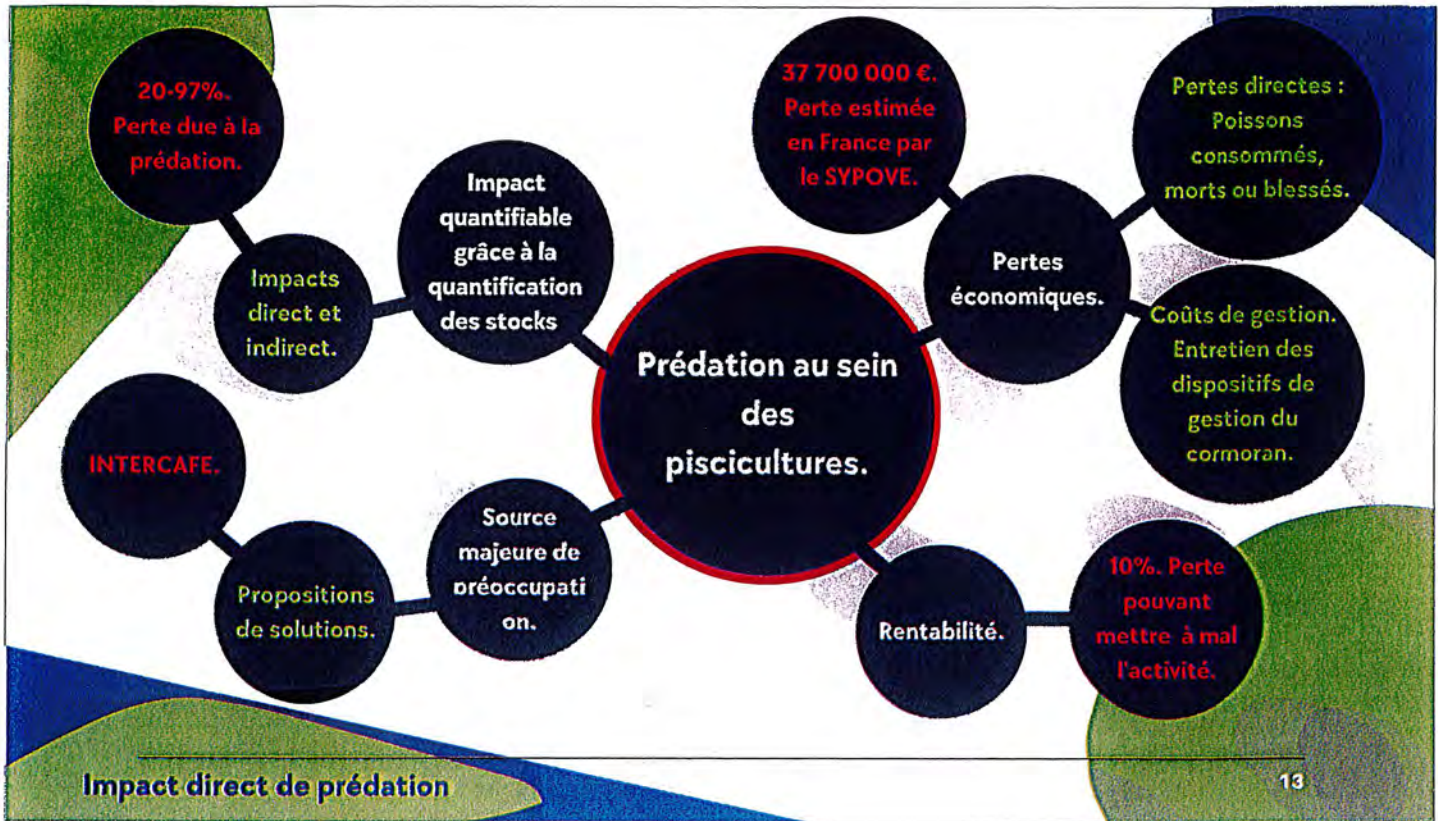 20-97%.
Perte due à la
prédation.
Impacts
direct et
indirect.
Impact
quantifiable
grâce à la
quantification
des stocks
37 700 000 €.
Perte estimée
en France par
le SYPOVE.
Pertes directes :
Poissons
consommés,
morts ou blessés.
Pertes
économiques.
Coûts de gestion.
Entretien des
dispositifs de
gestion du
cormoran.
Prédation au sein
des
piscicultures.
INTERCAFE.
Propositions
de solutions.
Source
majeure de
préoccupati
on.
Rentabilité.
10%. Perte
pouvant
mettre à mal
l'activité.
Impact direct de prédation
13